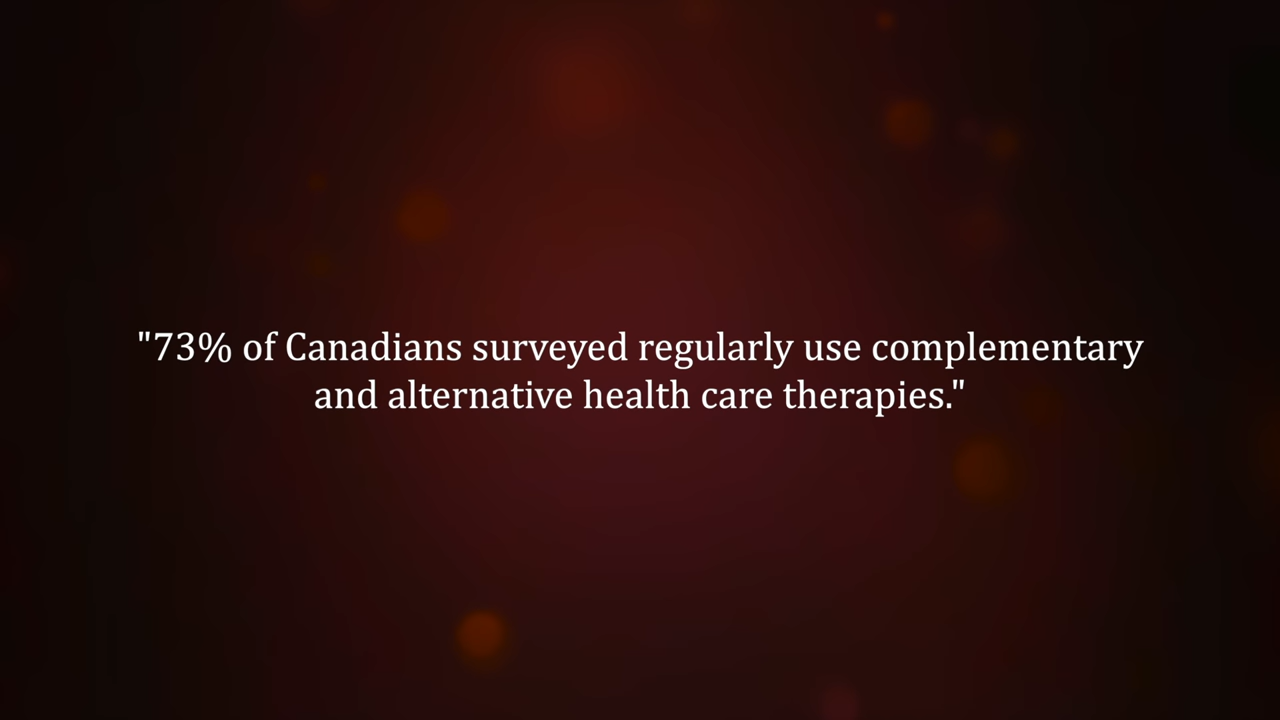 "73% of Canadians surveyed regularly use complementary
and alternative health care therapies."